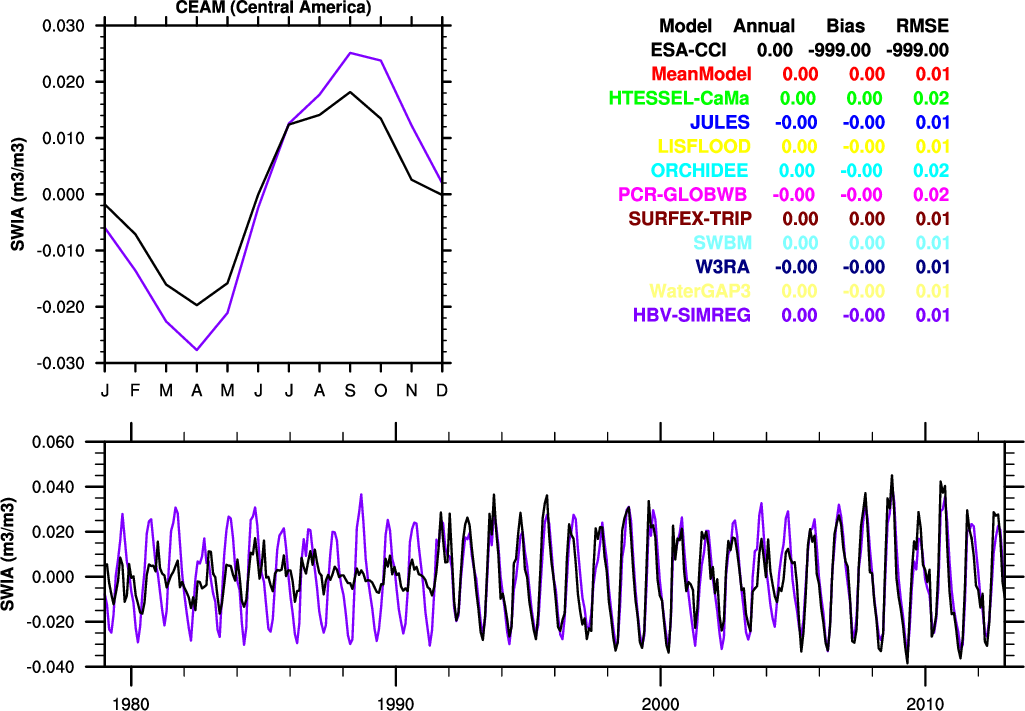 CEAM (Central America)
0.030
0.020
0.010
0.000
-0.010
-0.020
-0.030
SWIA (m3/m3)
J F M A M J J A S O N D
Model Annual Bias RMSE
ESA-CCI 0.00 -999.00 -999.00
MeanModel 0.00 0.00 0.01
HTESSEL-CaMa 0.00 0.00 0.02
JULES -0.00 -0.00 0.01
LISFLOOD 0.00 -0.00 0.01
ORCHIDEE 0.00 -0.00 0.02
PCR-GLOBWB -0.00 -0.00 0.02
SURFEX-TRIP 0.00 0.00 0.01
SWBM 0.00 0.00 0.01
W3RA -0.00 -0.00 0.01
WaterGAP3 0.00 -0.00 0.01
HBV-SIMREG 0.00 -0.00 0.01
0.060
0.040
0.020
0.000
-0.020
-0.040
SWIA (m3/m3)
1980 1990 2000 2010